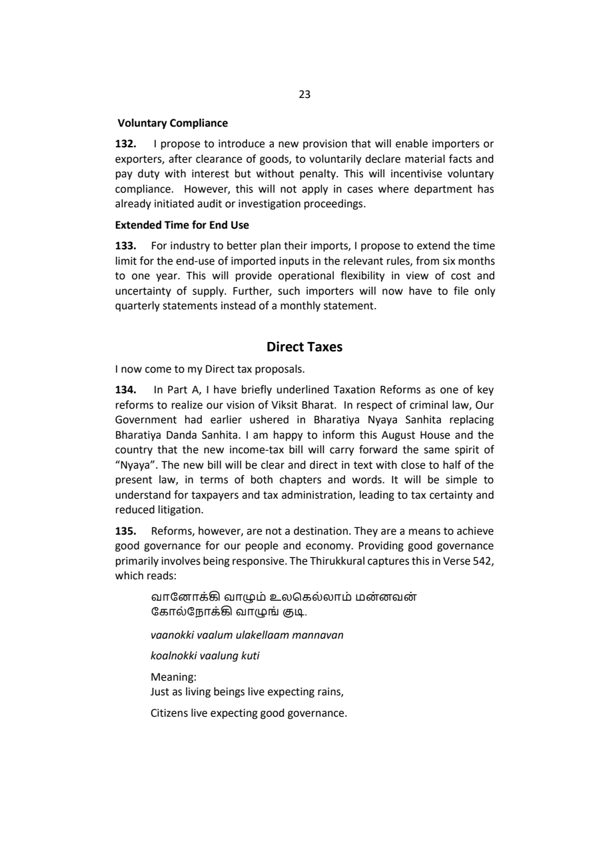 23
Voluntary Compliance
132. I propose to introduce a new provision that will enable importers or
exporters, after clearance of goods, to voluntarily declare material facts and
pay duty with interest but without penalty. This will incentivise voluntary
compliance. However, this will not apply in cases where department has
already initiated audit or investigation proceedings.
Extended Time for End Use
133. For industry to better plan their imports, I propose to extend the time
limit for the end-use of imported inputs in the relevant rules, from six months
to one year. This will provide operational flexibility in view of cost and
uncertainty of supply. Further, such importers will now have to file only
quarterly statements instead of a monthly statement.
Direct Taxes
I now come to my Direct tax proposals.
134. In Part A, I have briefly underlined Taxation Reforms as one of key
reforms to realize our vision of Viksit Bharat. In respect of criminal law, Our
Government had earlier ushered in Bharatiya Nyaya Sanhita replacing
Bharatiya Danda Sanhita. I am happy to inform this August House and the
country that the new income-tax bill will carry forward the same spirit of
“Nyaya”. The new bill will be clear and direct in text with close to half of the
present law, in terms of both chapters and words. It will be simple to
understand for taxpayers and tax administration, leading to tax certainty and
reduced litigation.
135. Reforms, however, are not a destination. They are a means to achieve
good governance for our people and economy. Providing good governance
primarily involves being responsive. The Thirukkural captures this in Verse 542,
which reads:
வானோக்கி வாழும் உலகெல்லாம் மன்னவன்
கோல்நோக்கி வாழுங் குடி.
vaanokki vaalum ulakellaam mannavan
koalnokki vaalung kuti
Meaning:
Just as living beings live expecting rains,
Citizens live expecting good governance.